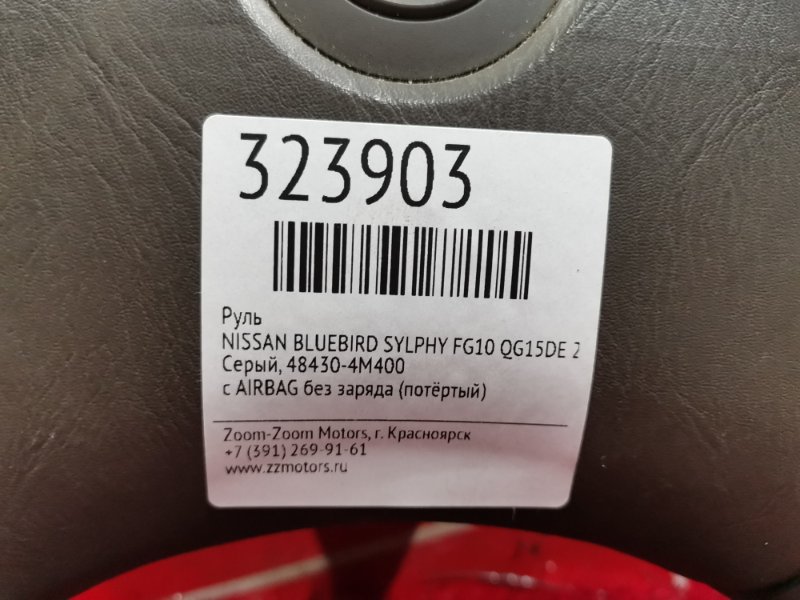 323903
Руль
NISSAN BLUEBIRD SYLPHY FG10 QG15DE 2
Серый, 48430-4M400
с AIRBAG без заряда (потёртый)
Zoom-Zoom Motors, г. Красноярск
+7 (391) 269-91-61
www.zzmotors.ru